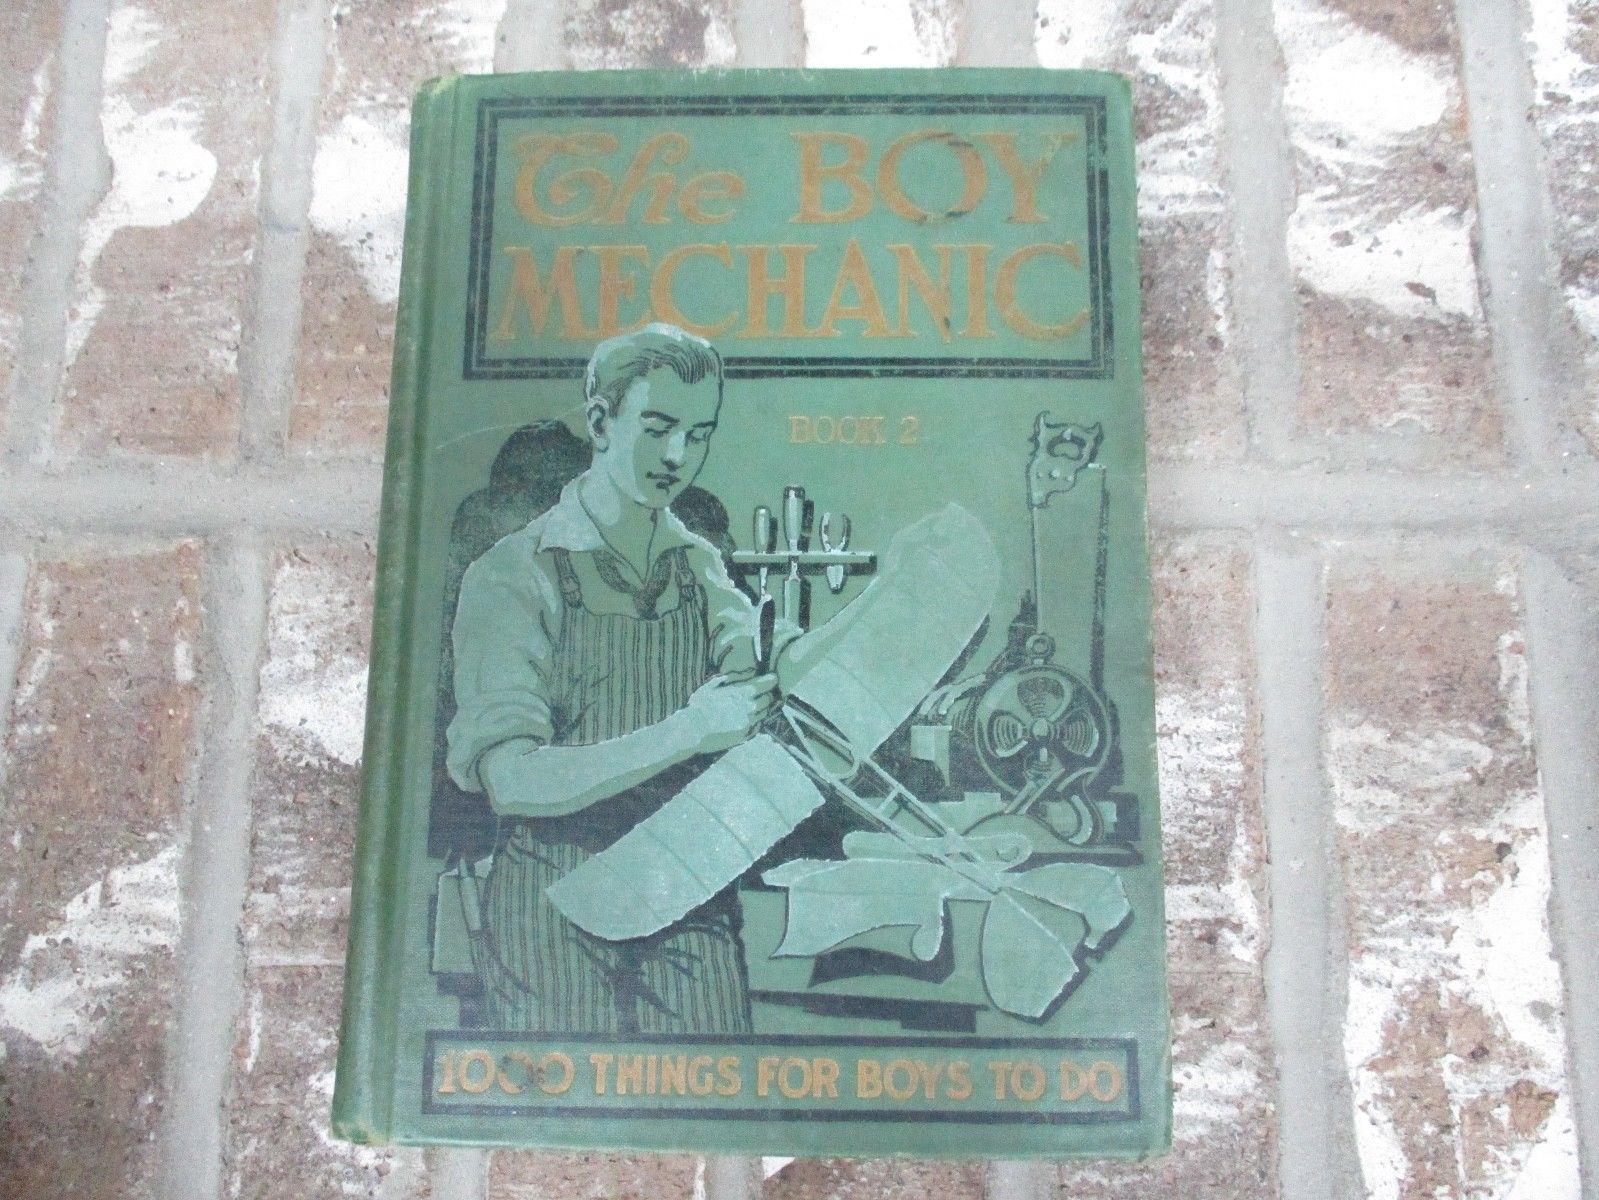 The BOY
MECHANIC
BOOK 2
1000 THINGS FOR BOYS TO DO